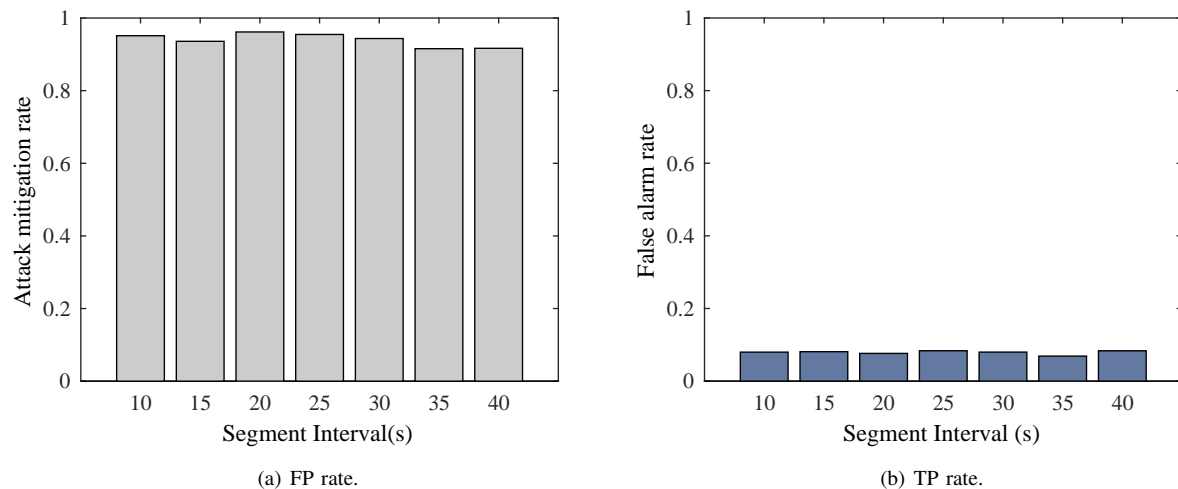 Attack mitigation rate
1
0.8
0.6
0.4
0.2
0
10 15 20 25 30 35 40
Segment Interval(s)
(a) FP rate.
False alarm rate
1
0.8
0.6
0.4
0.2
0
10 15 20 25 30 35 40
Segment Interval (s)
(b) TP rate.